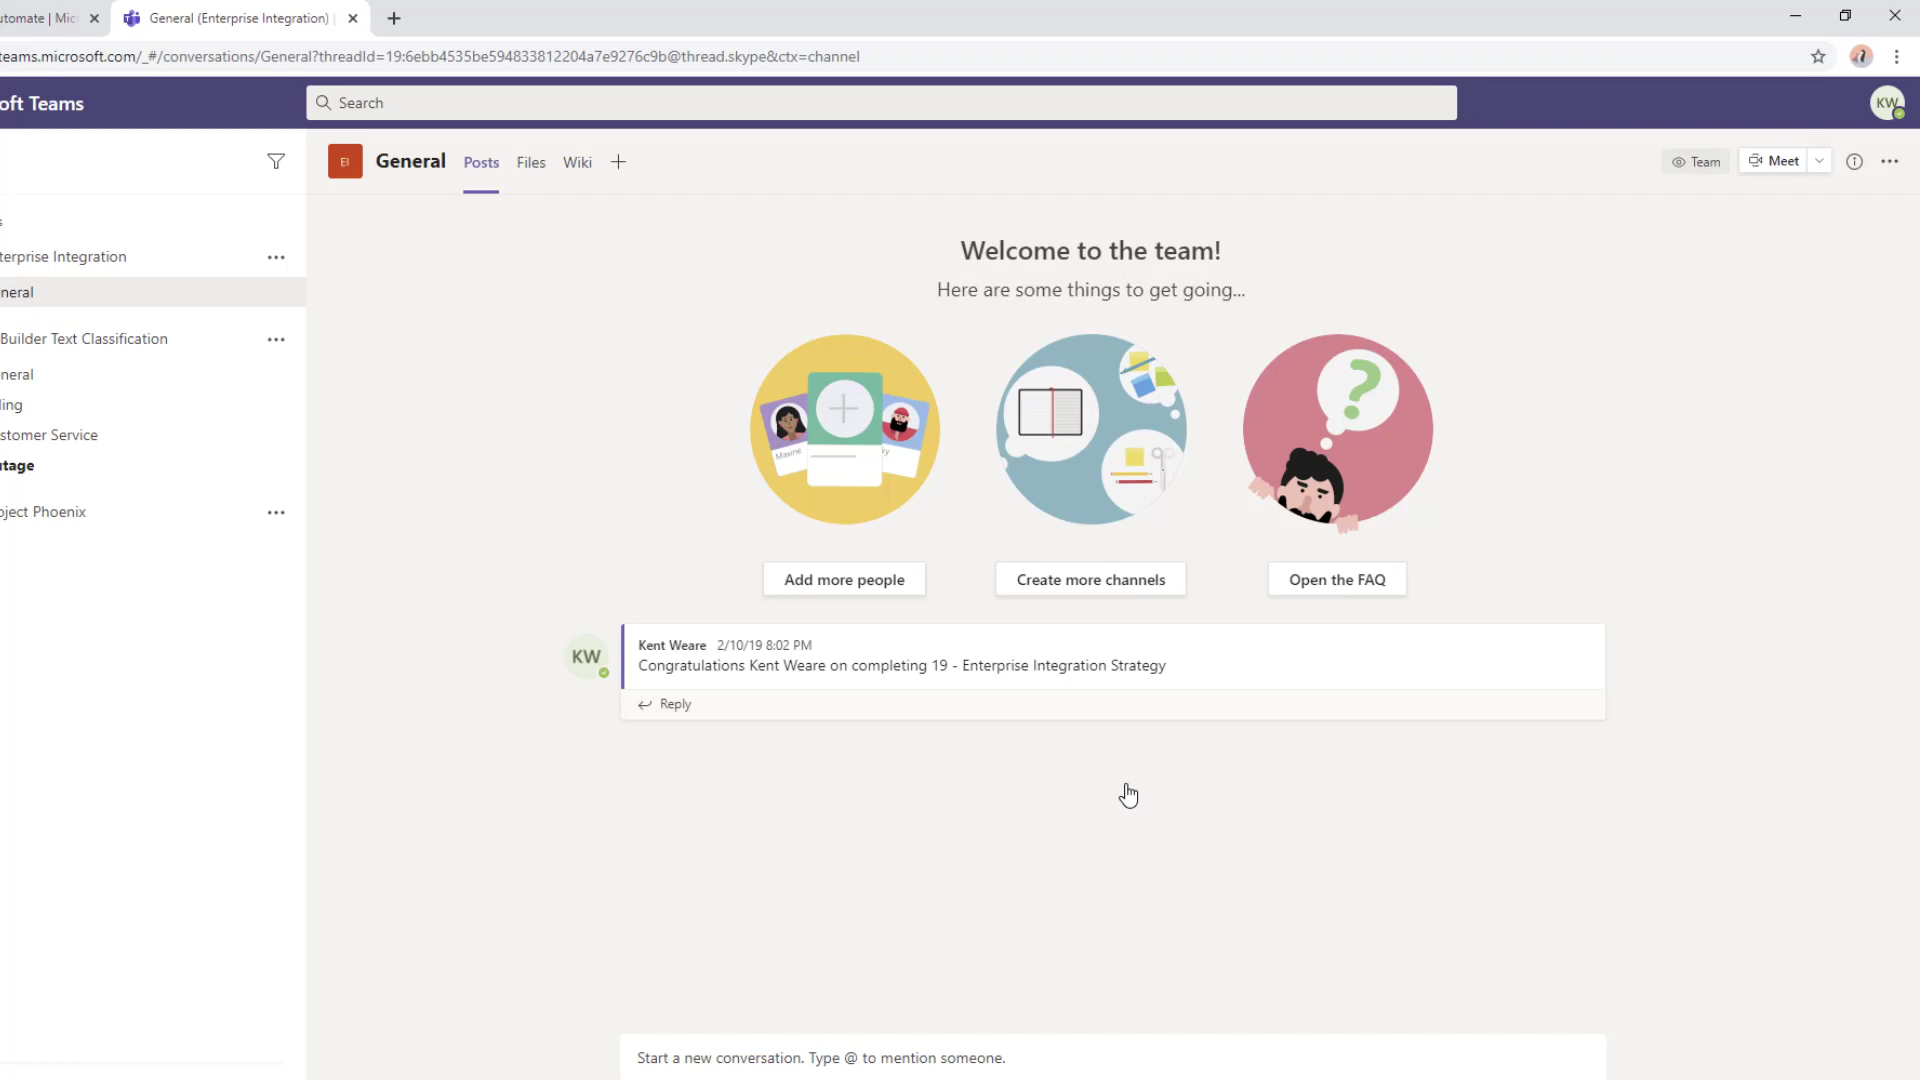 utomate | Mic
General (Enterprise Integration) |
teams.microsoft.com/_#/conversations/General?threadId=19:6ebb4535be594833812204a7e9276c9b@thread.skype&ctx=channel
oft Teams
Search
KW
EI
General
Posts
Files
Wiki
Team
Meet
s
terprise Integration
neral
Builder Text Classification
neral
ling
stomer Service
utage
oject Phoenix
Welcome to the team!
Here are some things to get going...
Maxine
ky
Add more people
Create more channels
Open the FAQ
KW
Kent Weare 2/10/19 8:02 PM
Congratulations Kent Weare on completing 19 - Enterprise Integration Strategy
Reply
Start a new conversation. Type @ to mention someone.